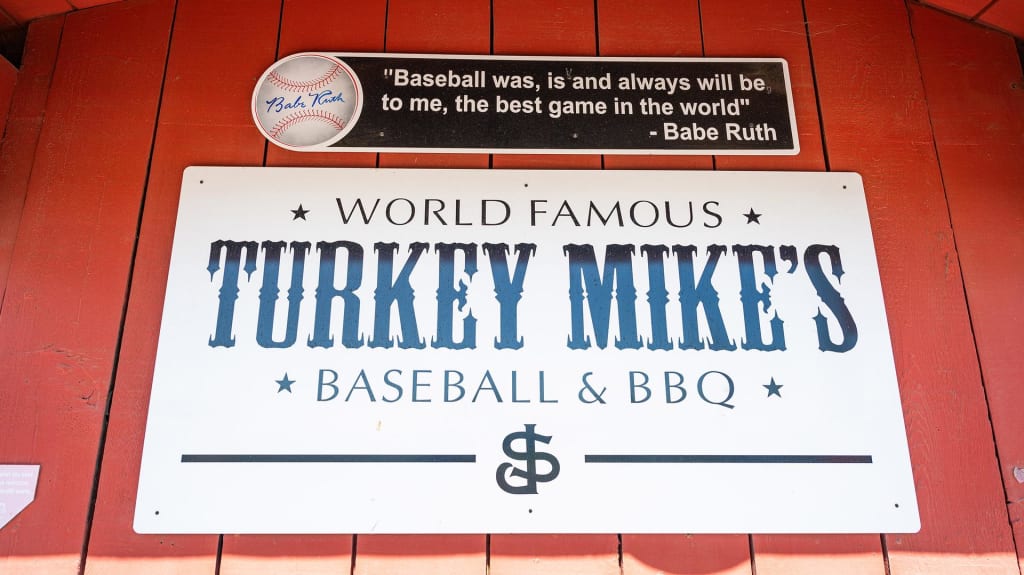 Babe Ruth
"Baseball was, is and always will be
to me, the best game in the world"
- Babe Ruth
WORLD FAMOUS
TURKEY MIKE'S
BASEBALL & BBQ